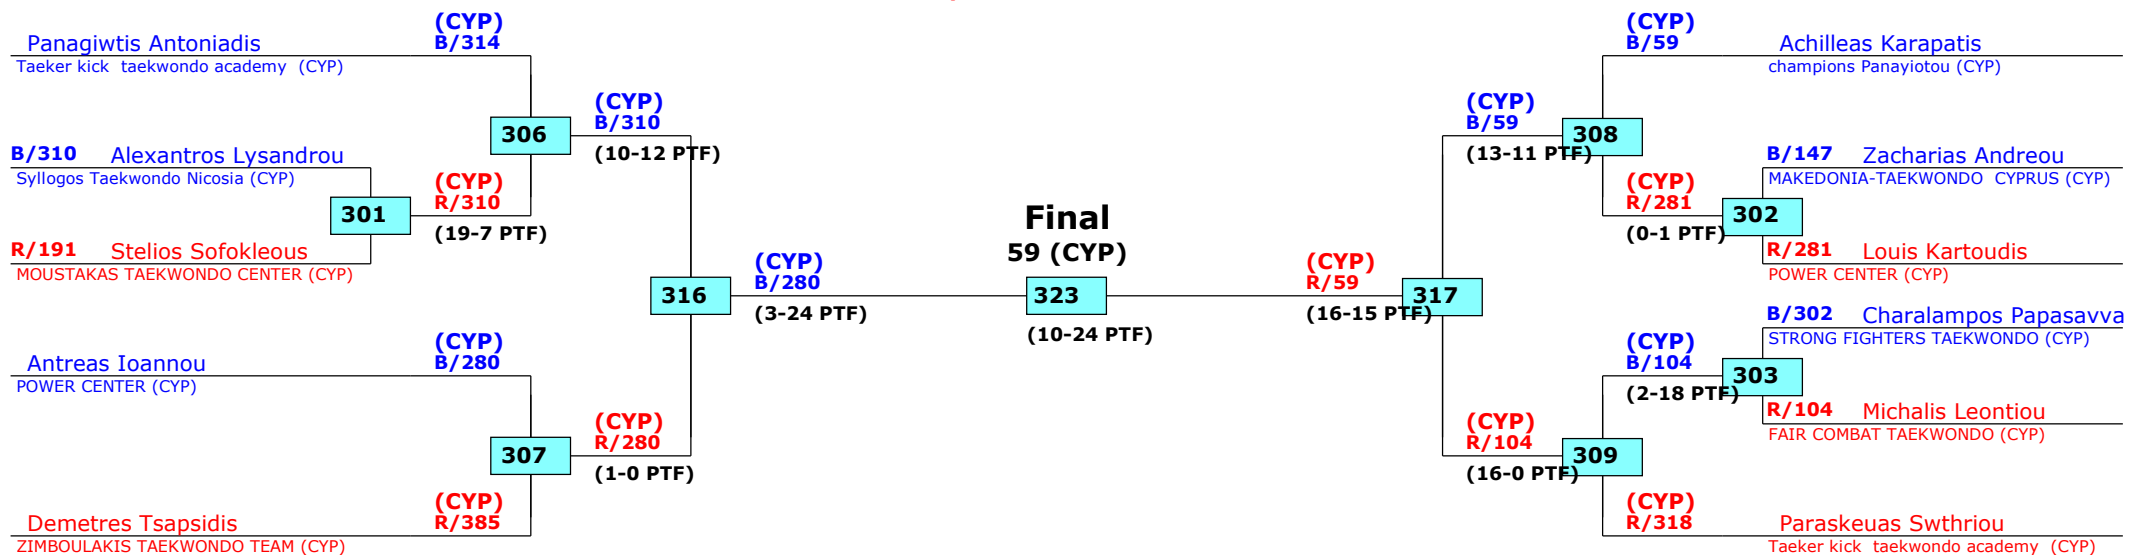 (CYP)
B/314
Panagiwtis Antoniadis
Taeker kick taekwondo academy (CYP)
306
(CYP)
B/310
(10-12 PTF)
B/310 Alexantros Lysandrou
Syllogos Taekwondo Nicosia (CYP)
301
(CYP)
R/310
(19-7 PTF)
R/191 Stelios Sofokleous
MOUSTAKAS TAEKWONDO CENTER (CYP)
316
(CYP)
B/280
(3-24 PTF)
Antreas Ioannou
POWER CENTER (CYP)
(CYP)
B/280
307
(CYP)
R/280
(1-0 PTF)
Demetres Tsapsidis
ZIMBOULAKIS TAEKWONDO TEAM (CYP)
(CYP)
R/385
Final
59 (CYP)
323
(10-24 PTF)
(CYP)
R/59
(16-15 PTF)
317
(CYP)
B/59
(13-11 PTF)
308
(CYP)
B/59
Achilleas Karapatis
champions Panayiotou (CYP)
(CYP)
R/281
(0-1 PTF)
302
B/147 Zacharias Andreou
MAKEDONIA-TAEKWONDO CYPRUS (CYP)
R/281 Louis Kartoudis
POWER CENTER (CYP)
B/302 Charalampos Papasavva
STRONG FIGHTERS TAEKWONDO (CYP)
(CYP)
B/104
(2-18 PTF)
303
R/104 Michalis Leontiou
FAIR COMBAT TAEKWONDO (CYP)
(CYP)
R/104
(16-0 PTF)
309
(CYP)
R/318
Paraskeuas Swthriou
Taeker kick taekwondo academy (CYP)